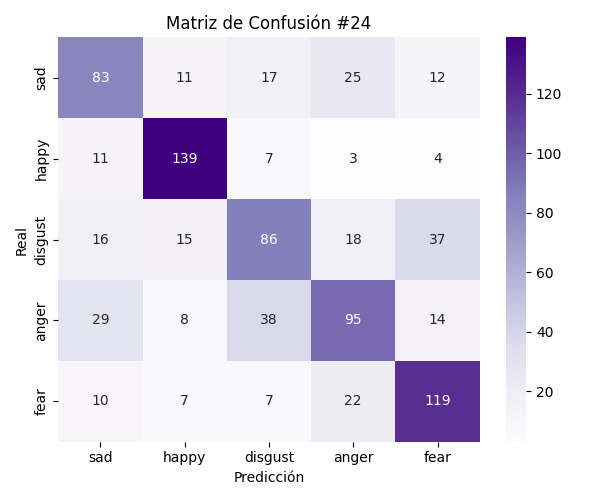 Matriz de Confusión #24
sad 83 11 17 25 12
happy 11 139 7 3 4
disgust 16 15 86 18 37
anger 29 8 38 95 14
fear 10 7 7 22 119
Real
sad happy disgust anger fear
Predicción
120
100
80
60
40
20